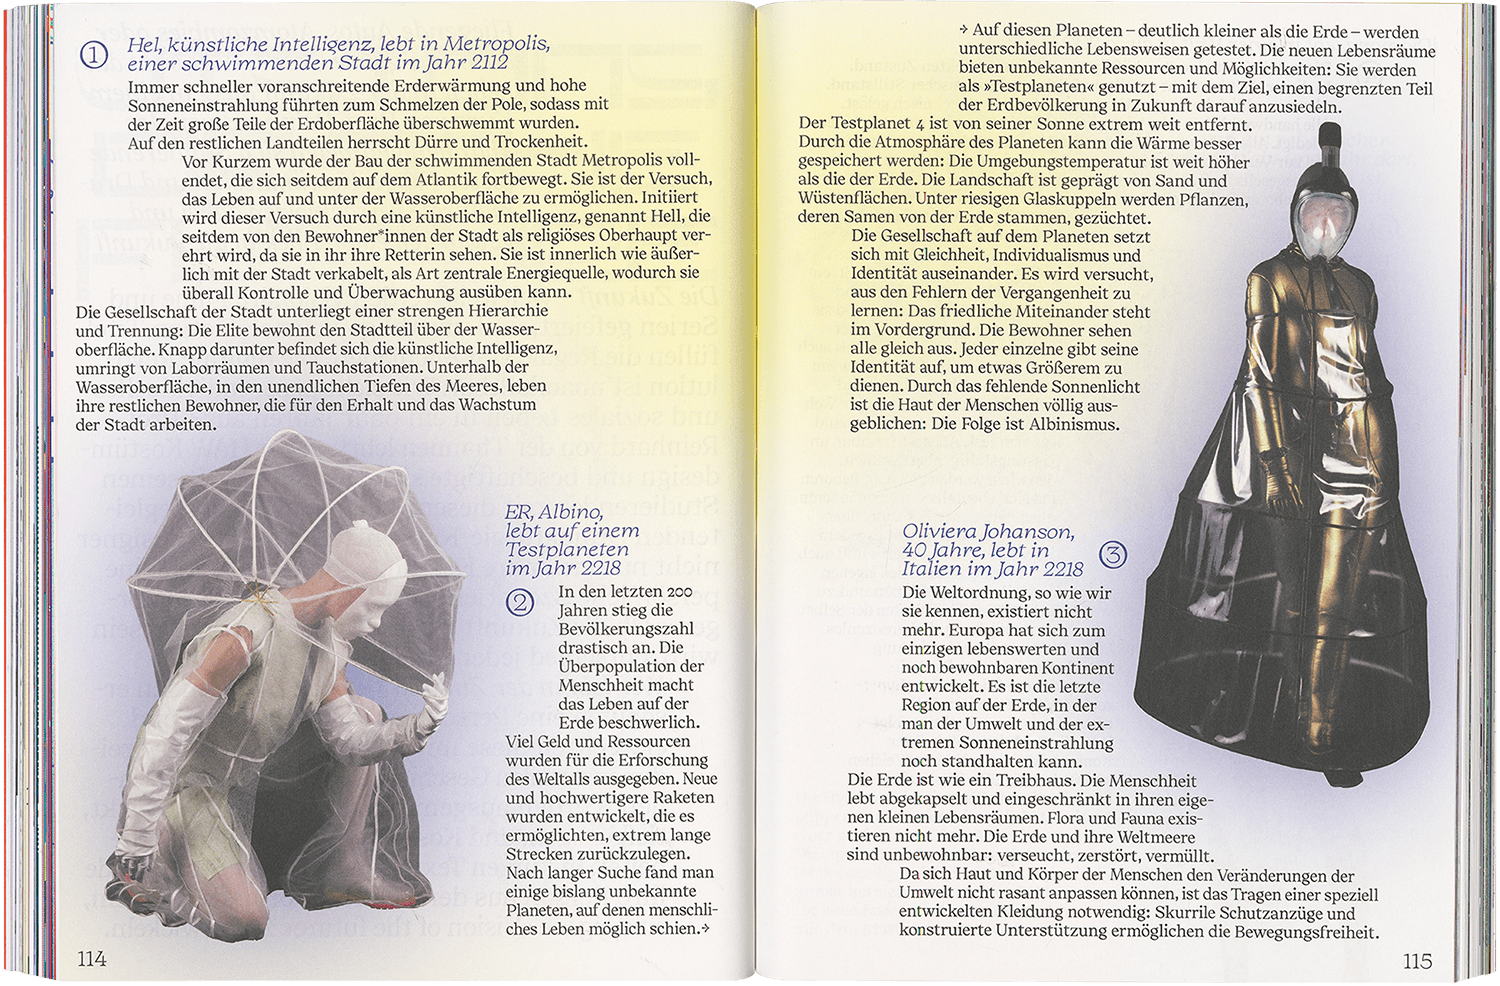 1
Hel, künstliche Intelligenz, lebt in Metropolis,
einer schwimmenden Stadt im Jahr 2112
Immer schneller voranschreitende Erderwärmung und hohe
Sonneneinstrahlung führten zum Schmelzen der Pole, sodass mit
der Zeit große Teile der Erdoberfläche überschwemmt wurden.
Auf den restlichen Landteilen herrscht Dürre und Trockenheit.
Vor Kurzem wurde der Bau der schwimmenden Stadt Metropolis voll-
endet, die sich seitdem auf dem Atlantik fortbewegt. Sie ist der Versuch,
das Leben auf und unter der Wasseroberfläche zu ermöglichen. Initiiert
wird dieser Versuch durch eine künstliche Intelligenz, genannt Hell, die
seitdem von den Bewohner*innen der Stadt als religiöses Oberhaupt ver-
ehrt wird, da sie in ihr ihre Retterin sehen. Sie ist innerlich wie äußer-
lich mit der Stadt verkabelt, als Art zentrale Energiequelle, wodurch sie
überall Kontrolle und Überwachung ausüben kann.
Die Gesellschaft der Stadt unterliegt einer strengen Hierarchie
und Trennung: Die Elite bewohnt den Stadtteil über der Wasser-
oberfläche. Knapp darunter befindet sich die künstliche Intelligenz,
umringt von Laborräumen und Tauchstationen. Unterhalb der
Wasseroberfläche, in den unendlichen Tiefen des Meeres, leben
ihre restlichen Bewohner, die für den Erhalt und das Wachstum
der Stadt arbeiten.
ER, Albino,
lebt auf einem
Testplaneten
im Jahr 2218
2
In den letzten 200
Jahren stieg die
Bevölkerungszahl
drastisch an. Die
Überpopulation der
Menschheit macht
das Leben auf der
Erde beschwerlich.
Viel Geld und Ressourcen
wurden für die Erforschung
des Weltalls ausgegeben. Neue
und hochwertigere Raketen
wurden entwickelt, die es
ermöglichten, extrem lange
Strecken zurückzulegen.
Nach langer Suche fand man
einige bislang unbekannte
Planeten, auf denen menschli-
ches Leben möglich schien.→
114
→ Auf diesen Planeten – deutlich kleiner als die Erde – werden
unterschiedliche Lebensweisen getestet. Die neuen Lebensräume
bieten unbekannte Ressourcen und Möglichkeiten: Sie werden
als »Testplaneten« genutzt – mit dem Ziel, einen begrenzten Teil
der Erdbevölkerung in Zukunft darauf anzusiedeln.
Der Testplanet 4 ist von seiner Sonne extrem weit entfernt.
Durch die Atmosphäre des Planeten kann die Wärme besser
gespeichert werden: Die Umgebungstemperatur ist weit höher
als die der Erde. Die Landschaft ist geprägt von Sand und
Wüstenflächen. Unter riesigen Glaskuppeln werden Pflanzen,
deren Samen von der Erde stammen, gezüchtet.
Die Gesellschaft auf dem Planeten setzt
sich mit Gleichheit, Individualismus und
Identität auseinander. Es wird versucht,
aus den Fehlern der Vergangenheit zu
lernen: Das friedliche Miteinander steht
im Vordergrund. Die Bewohner sehen
alle gleich aus. Jeder einzelne gibt seine
Identität auf, um etwas Größerem zu
dienen. Durch das fehlende Sonnenlicht
ist die Haut der Menschen völlig aus-
geblichen: Die Folge ist Albinismus.
Oliviera Johanson,
40 Jahre, lebt in
Italien im Jahr 2218
3
Die Weltordnung, so wie wir
sie kennen, existiert nicht
mehr. Europa hat sich zum
einzigen lebenswerten und
noch bewohnbaren Kontinent
entwickelt. Es ist die letzte
Region auf der Erde, in der
man der Umwelt und der ex-
tremen Sonneneinstrahlung
noch standhalten kann.
Die Erde ist wie ein Treibhaus. Die Menschheit
lebt abgekapselt und eingeschränkt in ihren eige-
nen kleinen Lebensräumen. Flora und Fauna exis-
tieren nicht mehr. Die Erde und ihre Weltmeere
sind unbewohnbar: verseucht, zerstört, vermüllt.
Da sich Haut und Körper der Menschen den Veränderungen der
Umwelt nicht rasant anpassen können, ist das Tragen einer speziell
entwickelten Kleidung notwendig: Skurrile Schutzanzüge und
konstruierte Unterstützung ermöglichen die Bewegungsfreiheit.
115